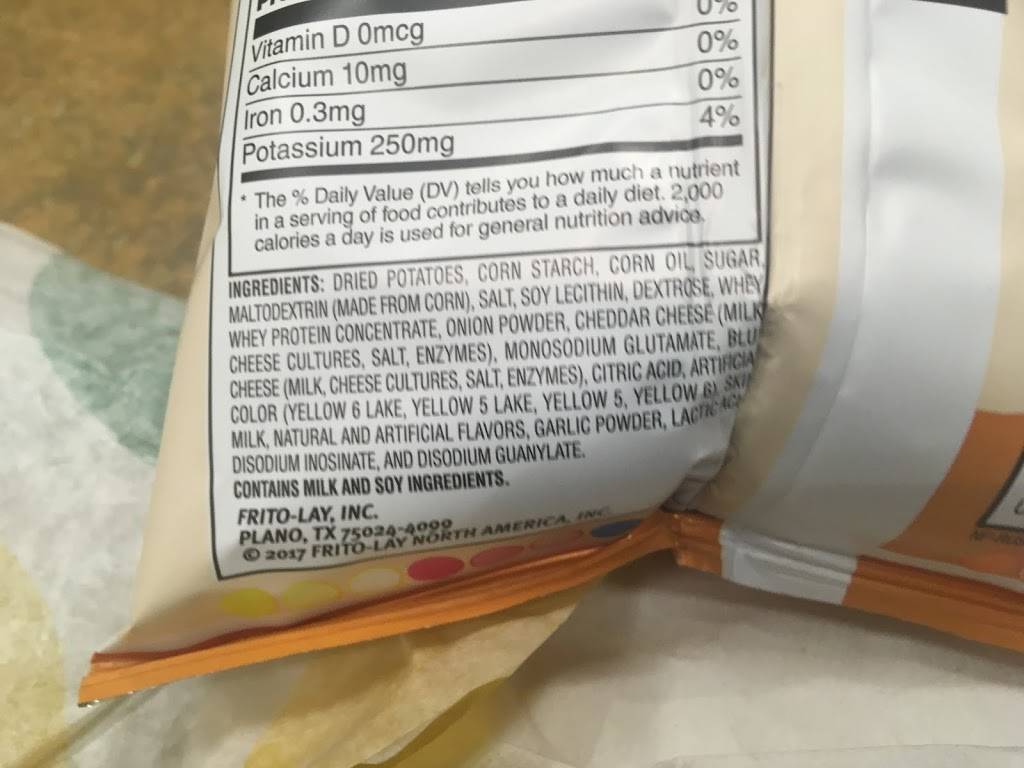 0%
Vitamin D 0mcg 0%
Calcium 10mg 0%
Iron 0.3mg 4%
Potassium 250mg
* The % Daily Value (DV) tells you how much a nutrient
in a serving of food contributes to a daily diet. 2,000
calories a day is used for general nutrition advice.
INGREDIENTS: DRIED POTATOES, CORN STARCH, CORN OIL, SUGAR,
MALTODEXTRIN (MADE FROM CORN), SALT, SOY LECITHIN, DEXTROSE, WHEY
WHEY PROTEIN CONCENTRATE, ONION POWDER, CHEDDAR CHEESE (MILK
CHEESE CULTURES, SALT, ENZYMES), MONOSODIUM GLUTAMATE, BLU
CHEESE (MILK, CHEESE CULTURES, SALT, ENZYMES), CITRIC ACID, ARTIFICIA
COLOR (YELLOW 6 LAKE, YELLOW 5 LAKE, YELLOW 5, YELLOW 6), SKI
MILK, NATURAL AND ARTIFICIAL FLAVORS, GARLIC POWDER, LACTIC ACI
DISODIUM INOSINATE, AND DISODIUM GUANYLATE.
CONTAINS MILK AND SOY INGREDIENTS.
FRITO-LAY, INC.
PLANO, TX 75024-4099
© 2017 FRITO-LAY NORTH AMERICA, INC.